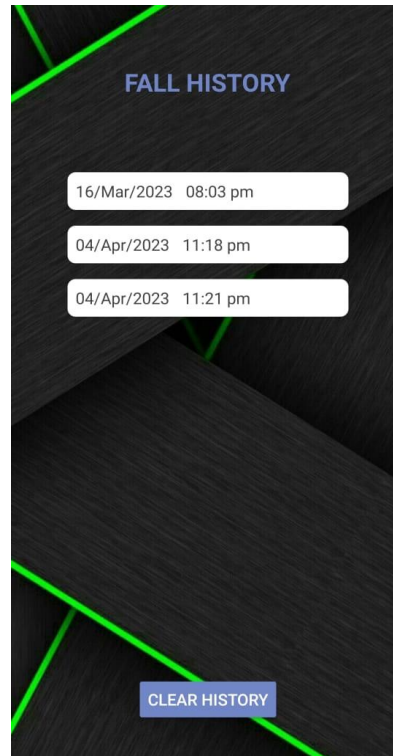 FALL HISTORY
16/Mar/2023 08:03 pm
04/Apr/2023 11:18 pm
04/Apr/2023 11:21 pm
CLEAR HISTORY